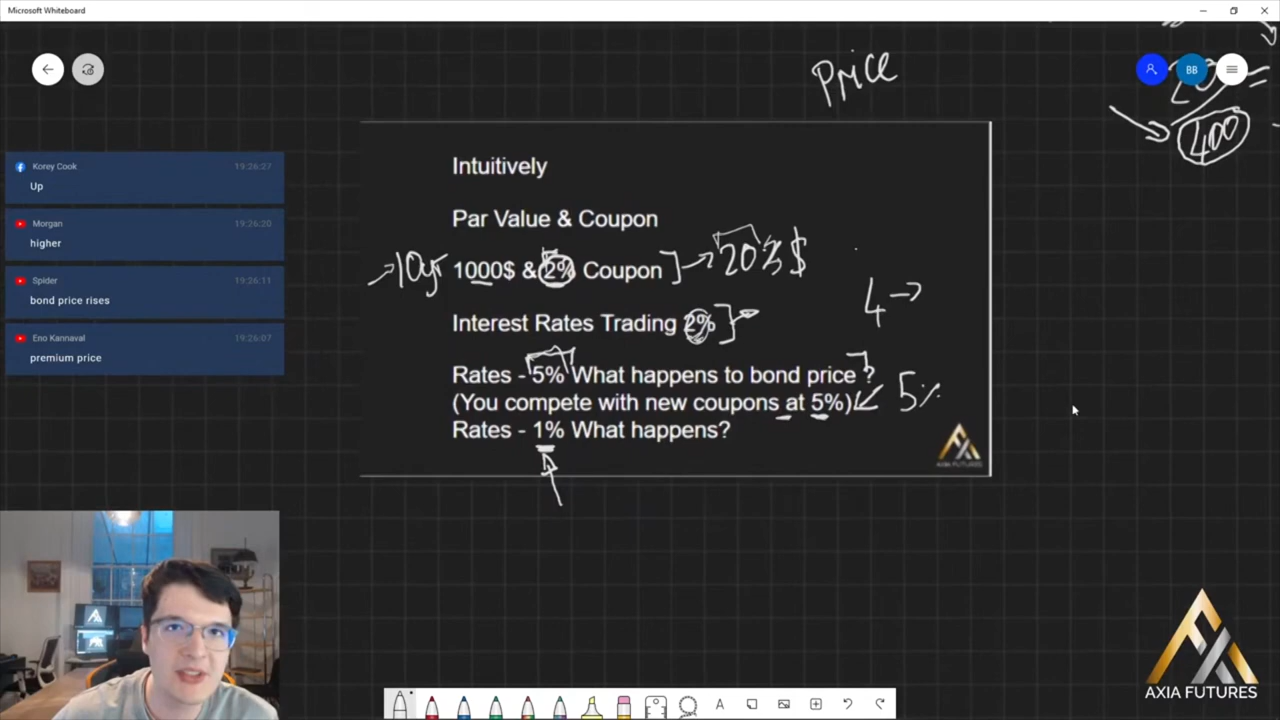 Microsoft Whiteboard
Price
BB
400
Korey Cook 19:26:27
Up
Morgan 19:26:20
higher
Spider 19:26:11
bond price rises
Eno Kannaval 19:26:07
premium price
Intuitively
Par Value & Coupon
10yr 1000$ & 2% Coupon 20% $
Interest Rates Trading 2%
4
Rates - 5% What happens to bond price ?
(You compete with new coupons at 5%) 5%
Rates - 1% What happens?
AXIA FUTURES
A
AXIA FUTURES